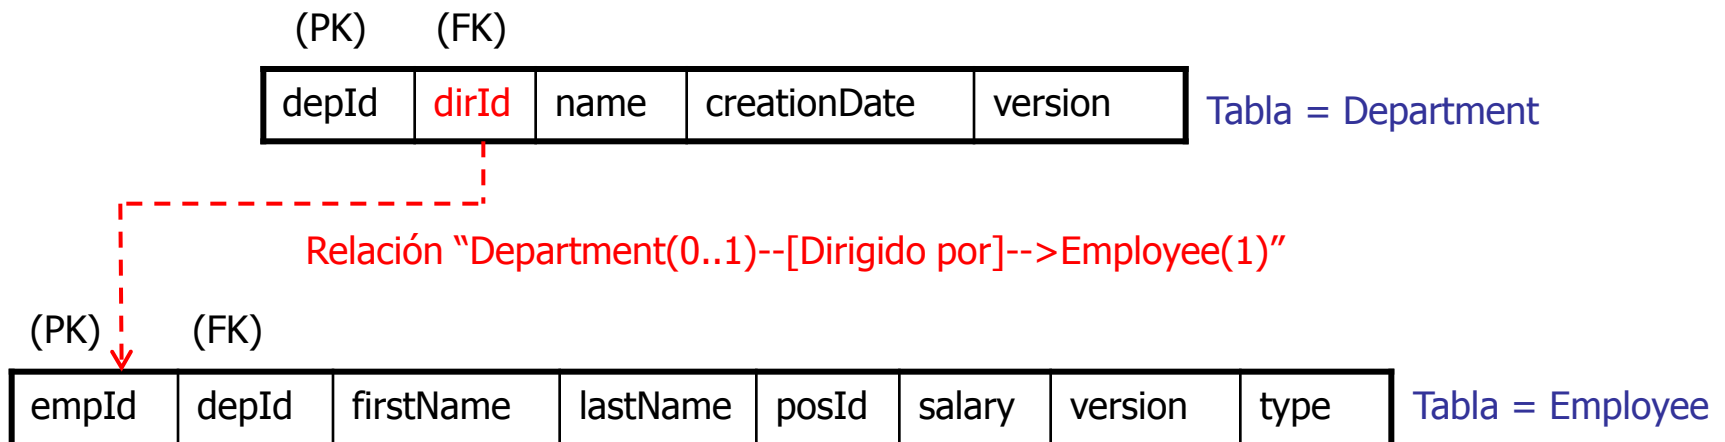 (PK) (FK)
depId dirId name creationDate version Tabla = Department
Relación “Department(0..1)--[Dirigido por]-->Employee(1)”
(PK) (FK)
empId depId firstName lastName posId salary version type Tabla = Employee